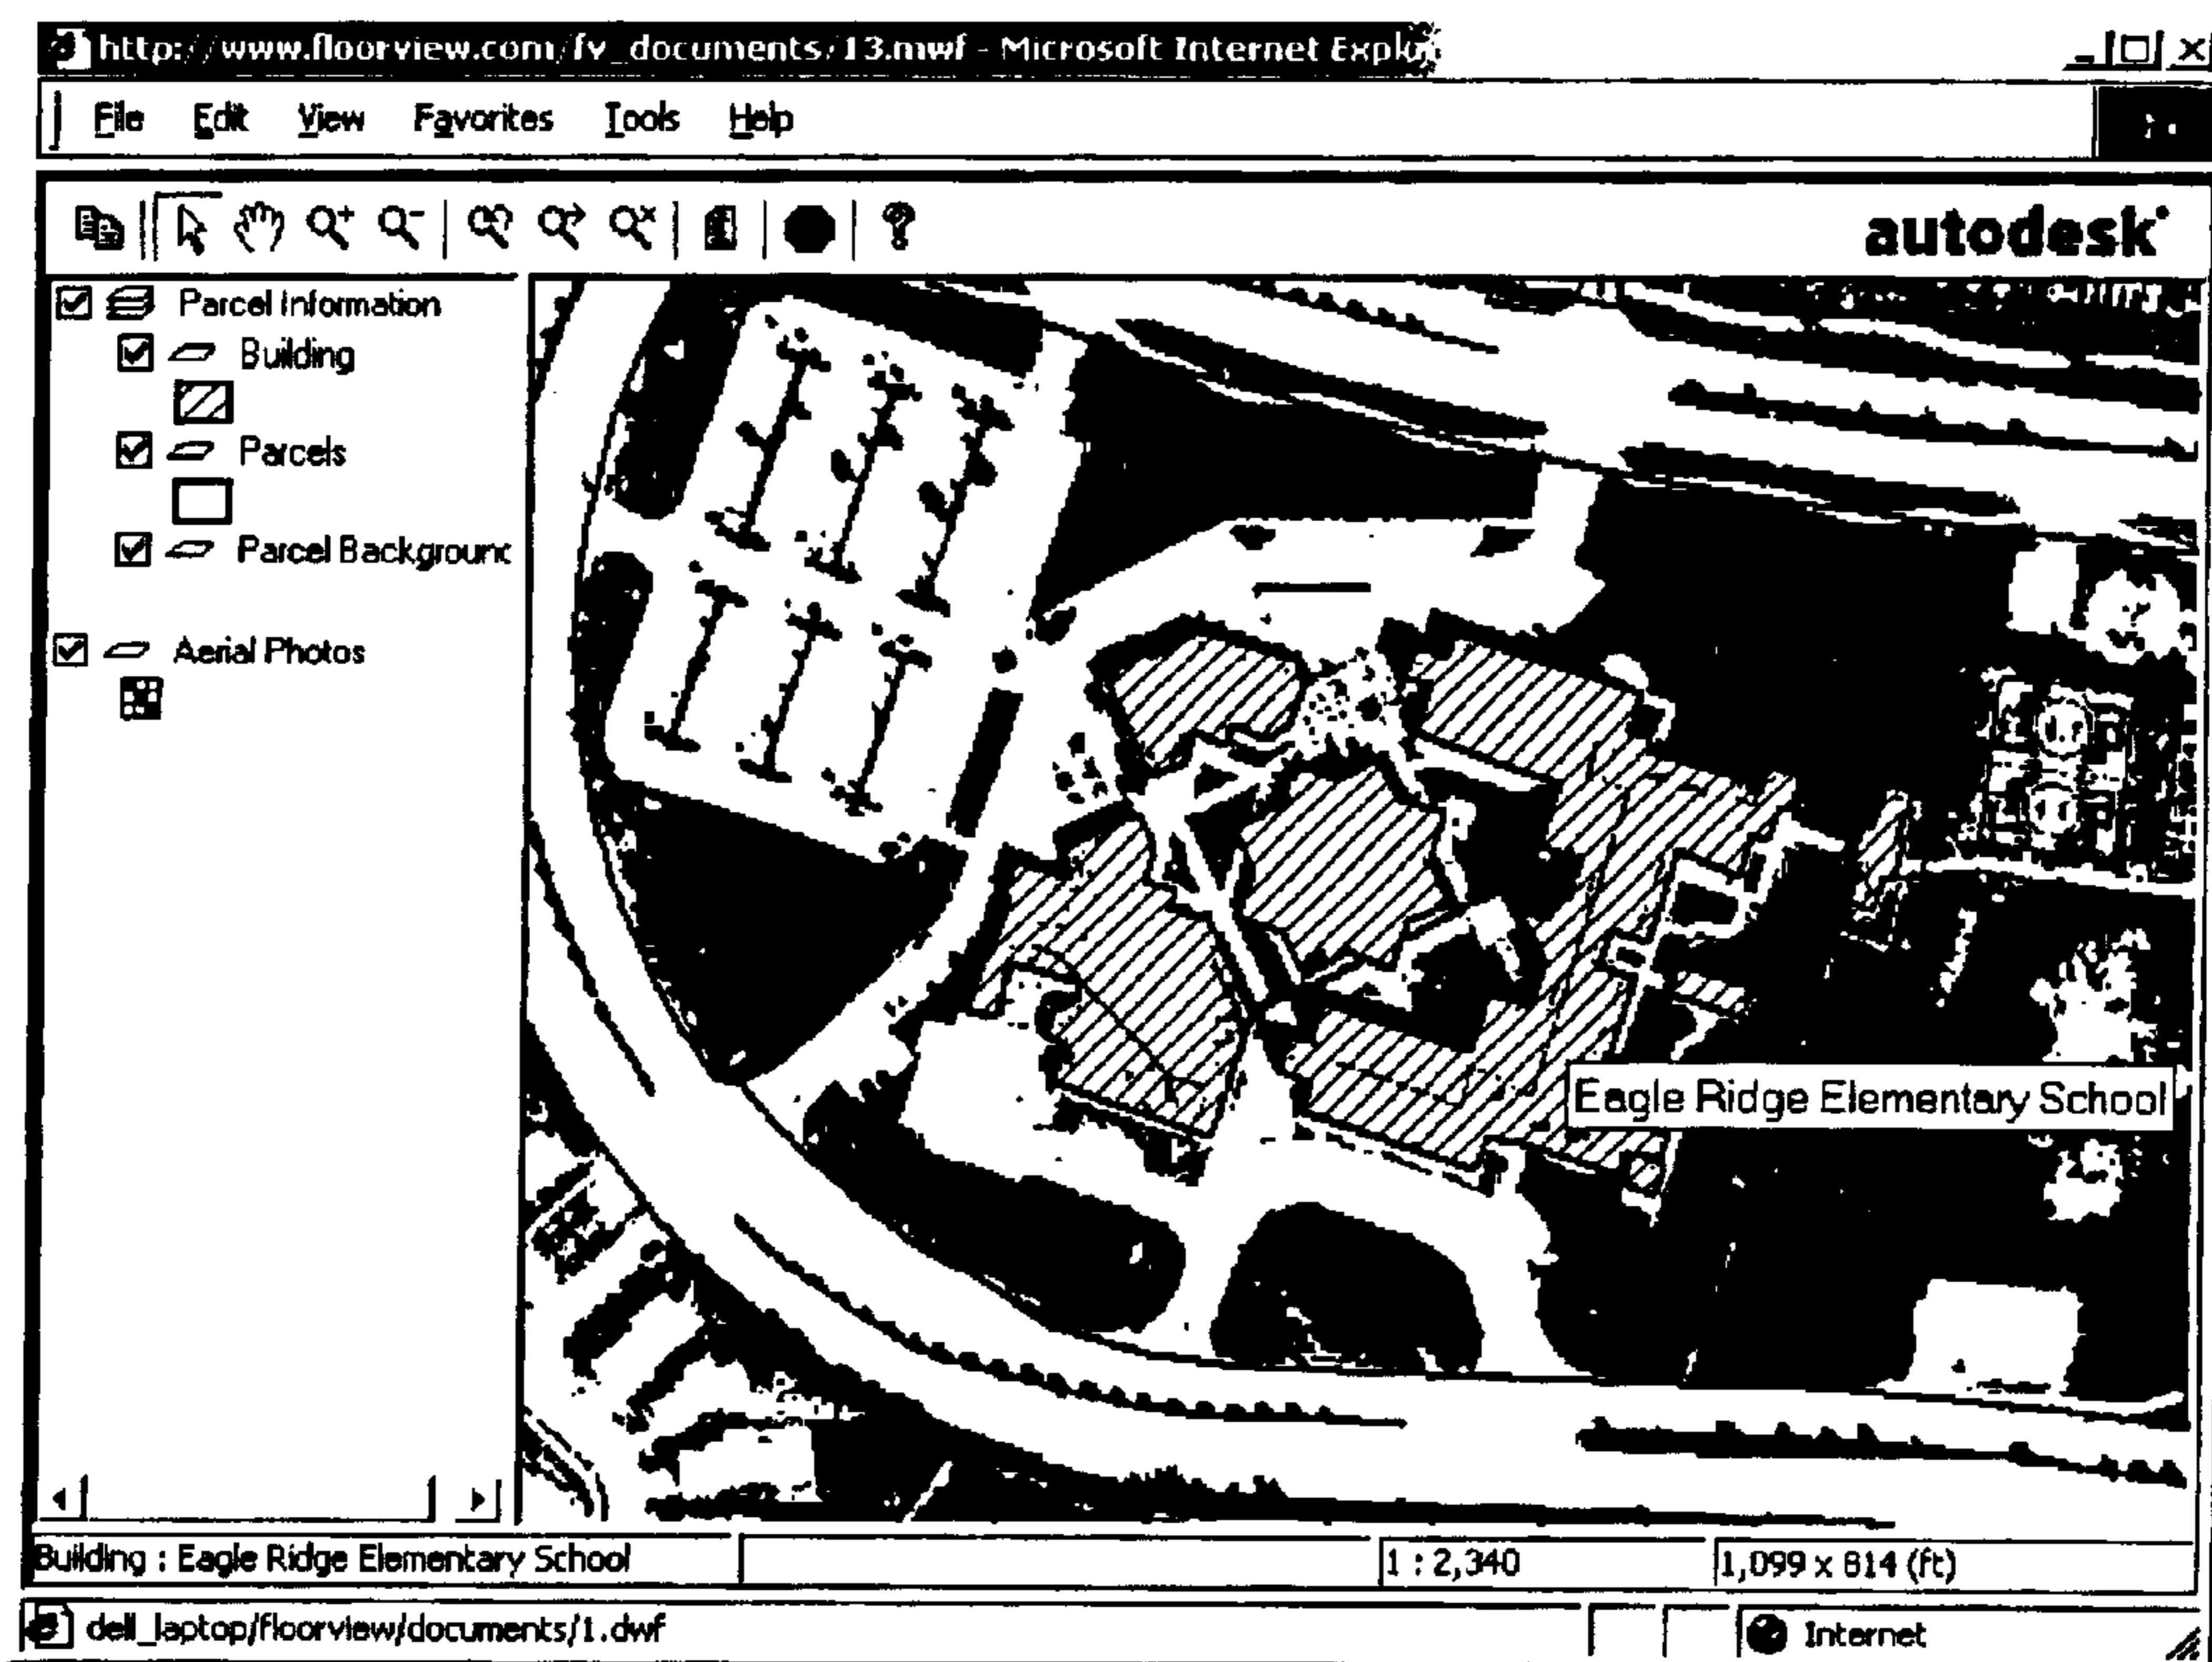 http://www.floorview.com/fv_documents/13.mwf - Microsoft Internet Explo
File Edit View Favorites Tools Help
autodesk
Parcel Information
Building
Parcels
Parcel Background
Aerial Photos
Eagle Ridge Elementary School
Building : Eagle Ridge Elementary School
1 : 2,340
1,099 x 814 (ft)
dell_laptop/floorview/documents/1.dwf
Internet